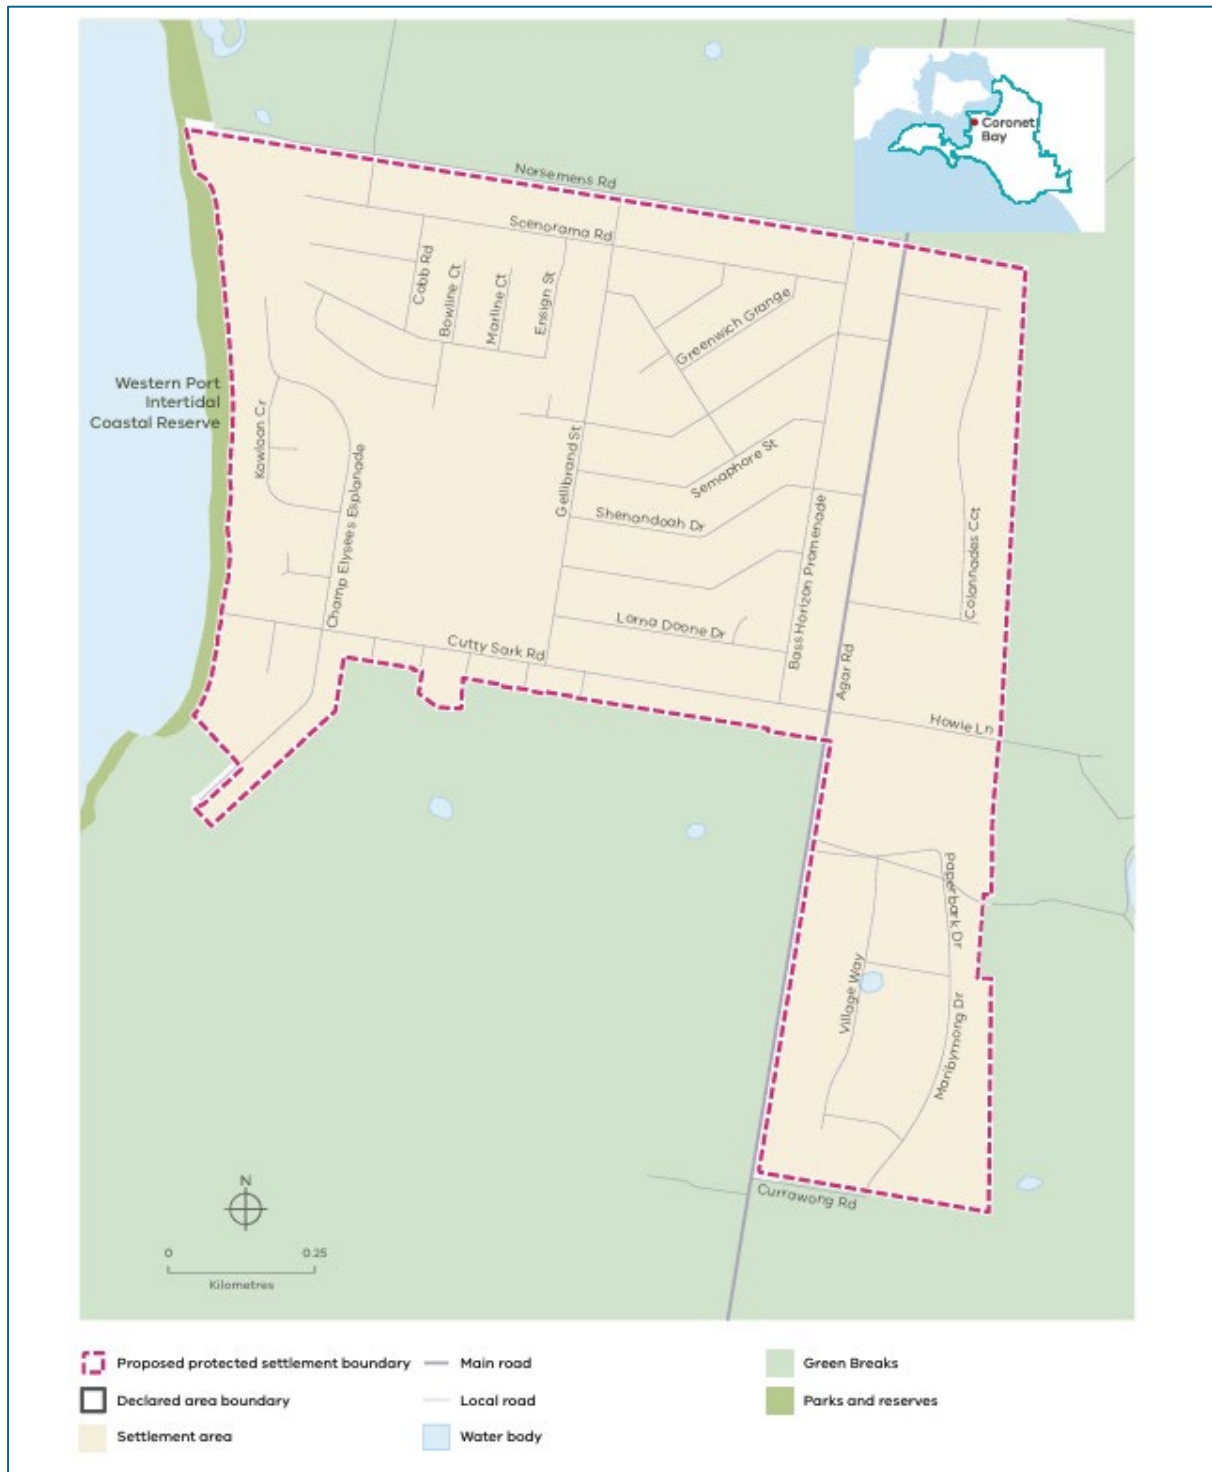 Coronet
Bay
Norsemens Rd
Scenorama Rd
Cobb Rd
Bowline Ct
Marline Ct
Ensign St
Greenwich Grange
Western Port
Intertidal
Coastal Reserve
Kowloon Cr
Champ Elysees Esplanade
Gellibrand St
Semaphore St
Shenandoah Dr
Bass Horizon Promenade
Colonnades Cct
Lorna Doone Dr
Cutty Sark Rd
Agar Rd
Howie Ln
Paperbark Dr
Village Way
Maribyrnong Dr
Currawong Rd
N
0 0.25
Kilometres
Proposed protected settlement boundary Main road Green Breaks
Declared area boundary Local road Parks and reserves
Settlement area Water body